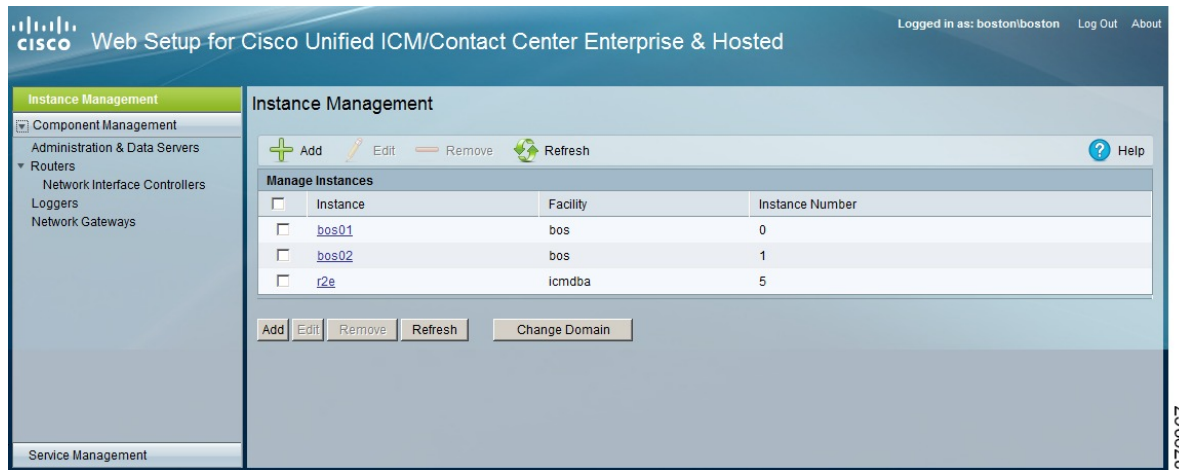 Logged in as: boston\boston Log Out About
CISCO Web Setup for Cisco Unified ICM/Contact Center Enterprise & Hosted
Instance Management
Component Management
Administration & Data Servers
Routers
Network Interface Controllers
Loggers
Network Gateways
Service Management
Instance Management
Add Edit Remove Refresh Help
Manage Instances
Instance Facility Instance Number
bos01 bos 0
bos02 bos 1
r2e icmdba 5
Add Edit Remove Refresh Change Domain